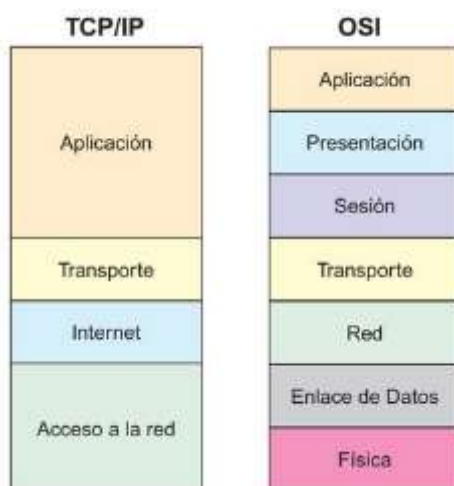 TCP/IP
Aplicación
Transporte
Internet
Acceso a la red
OSI
Aplicación
Presentación
Sesión
Transporte
Red
Enlace de Datos
Física